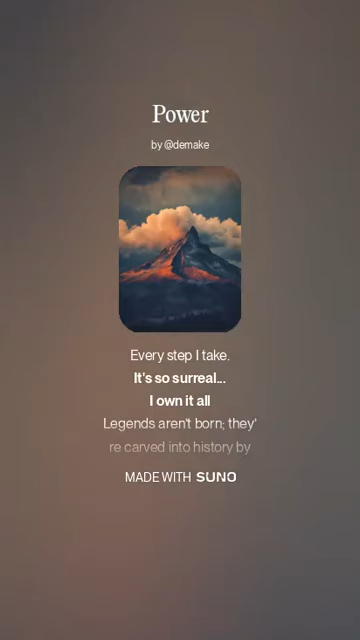 Power
by @demake
Every step I take.
It's so surreal...
I own it all
Legends aren't born; they'
re carved into history by
MADE WITH SUNO